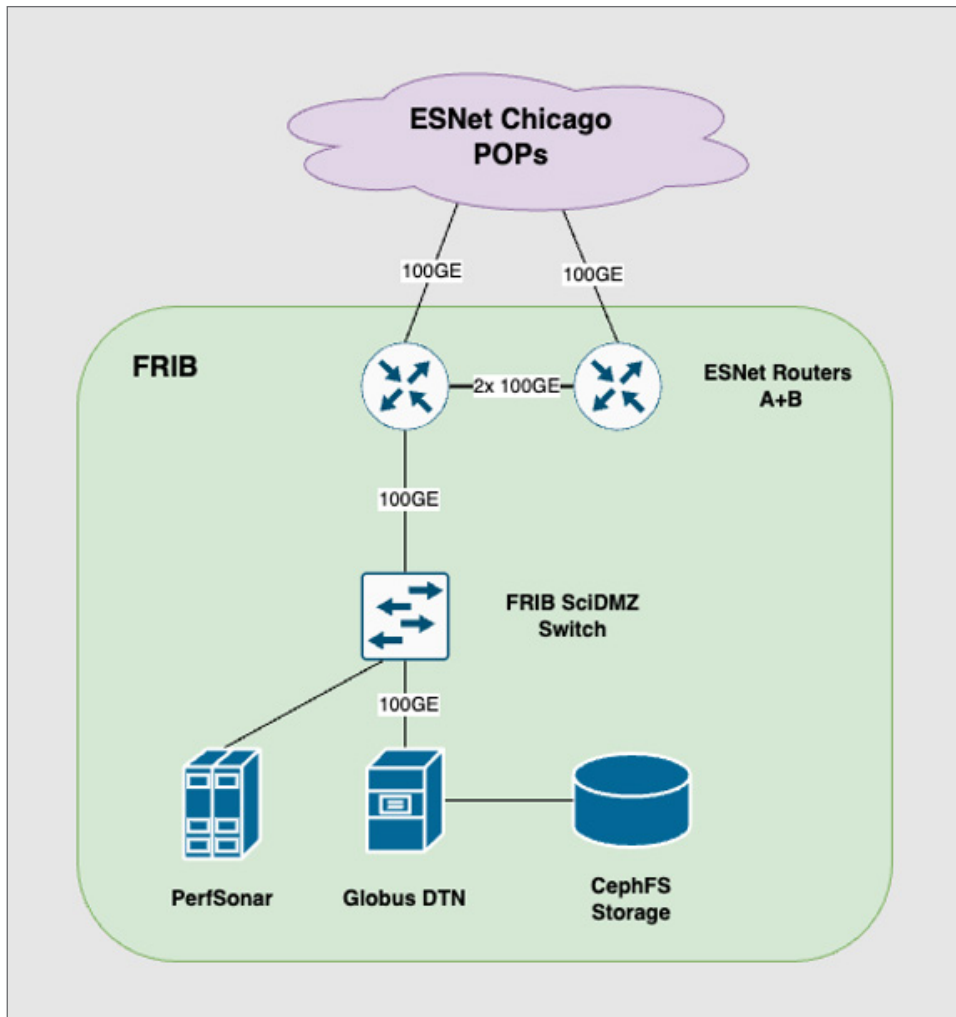 ESNet Chicago
POPs
100GE
100GE
FRIB
2x 100GE
ESNet Routers
A+B
100GE
FRIB SciDMZ
Switch
100GE
PerfSonar
Globus DTN
CephFS
Storage